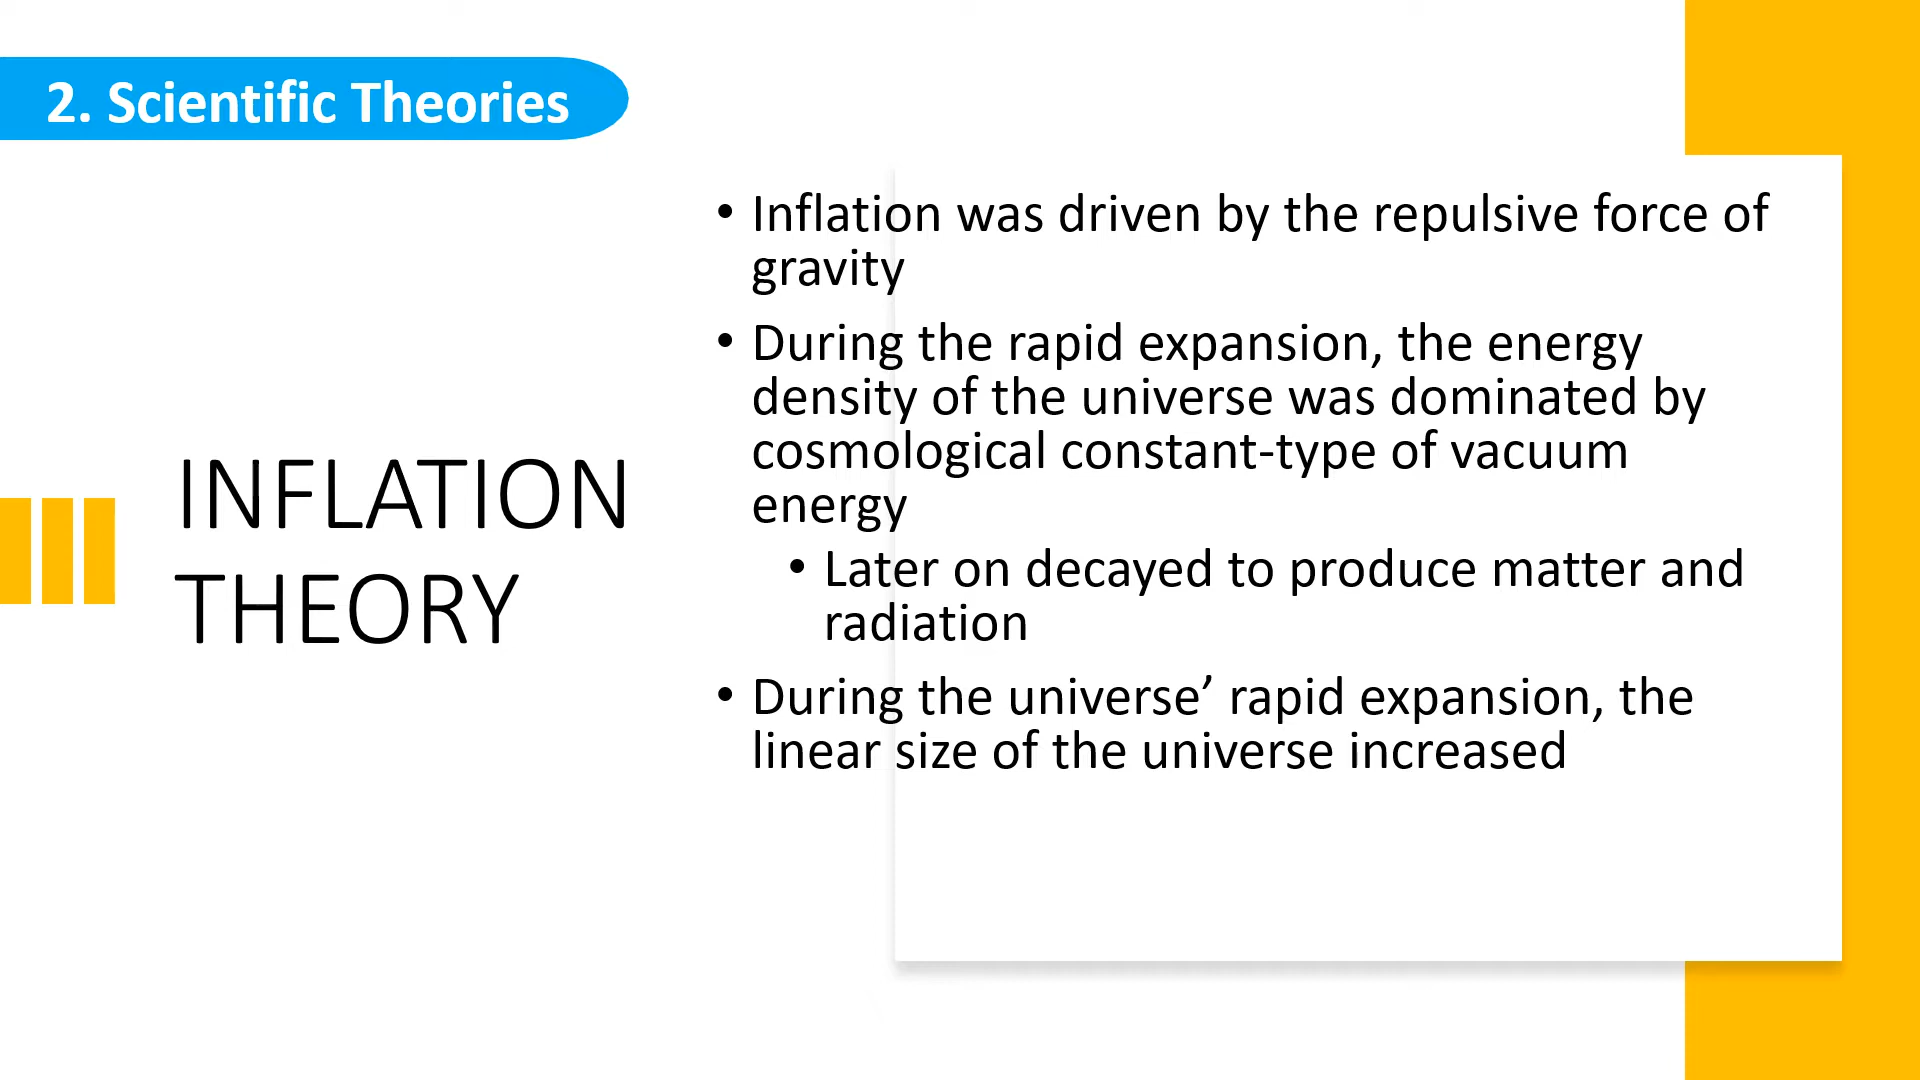 2. Scientific Theories
INFLATION
THEORY
• Inflation was driven by the repulsive force of
gravity
• During the rapid expansion, the energy
density of the universe was dominated by
cosmological constant-type of vacuum
energy
• Later on decayed to produce matter and
radiation
• During the universe’ rapid expansion, the
linear size of the universe increased